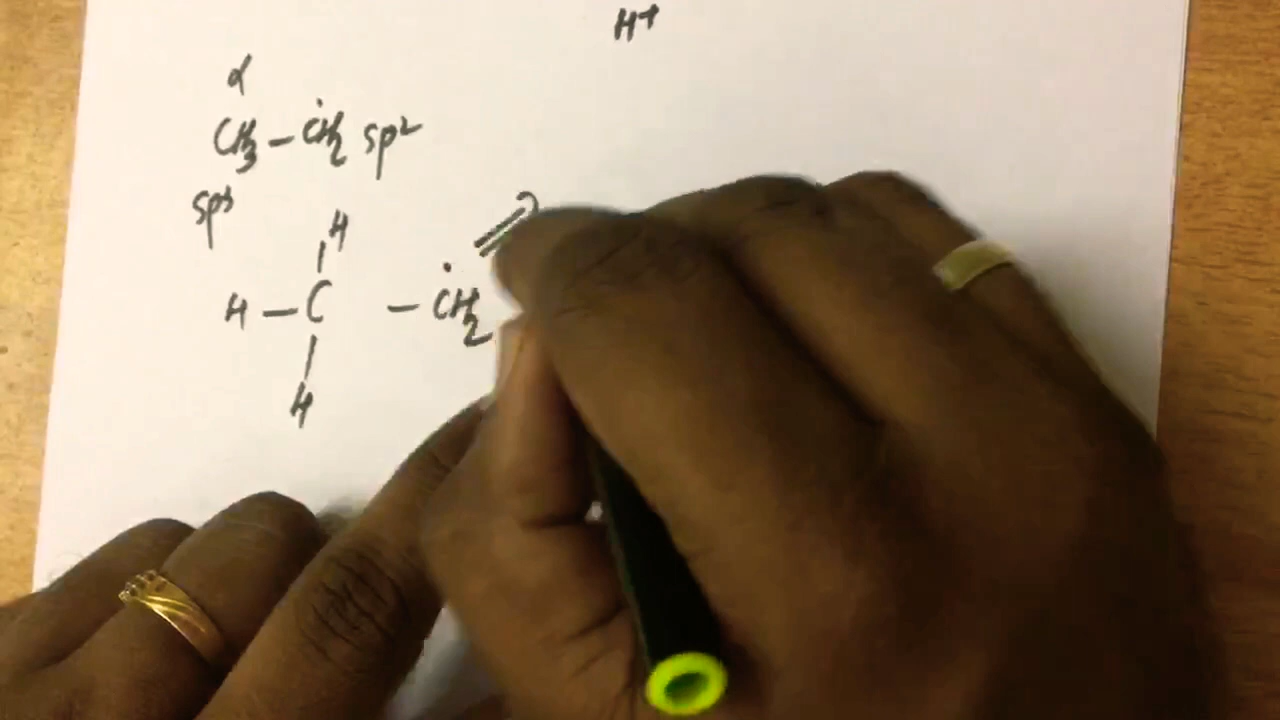 H+
α
CH3 - ĊH2 sp2
sp3
H
H - C - ĊH2
H